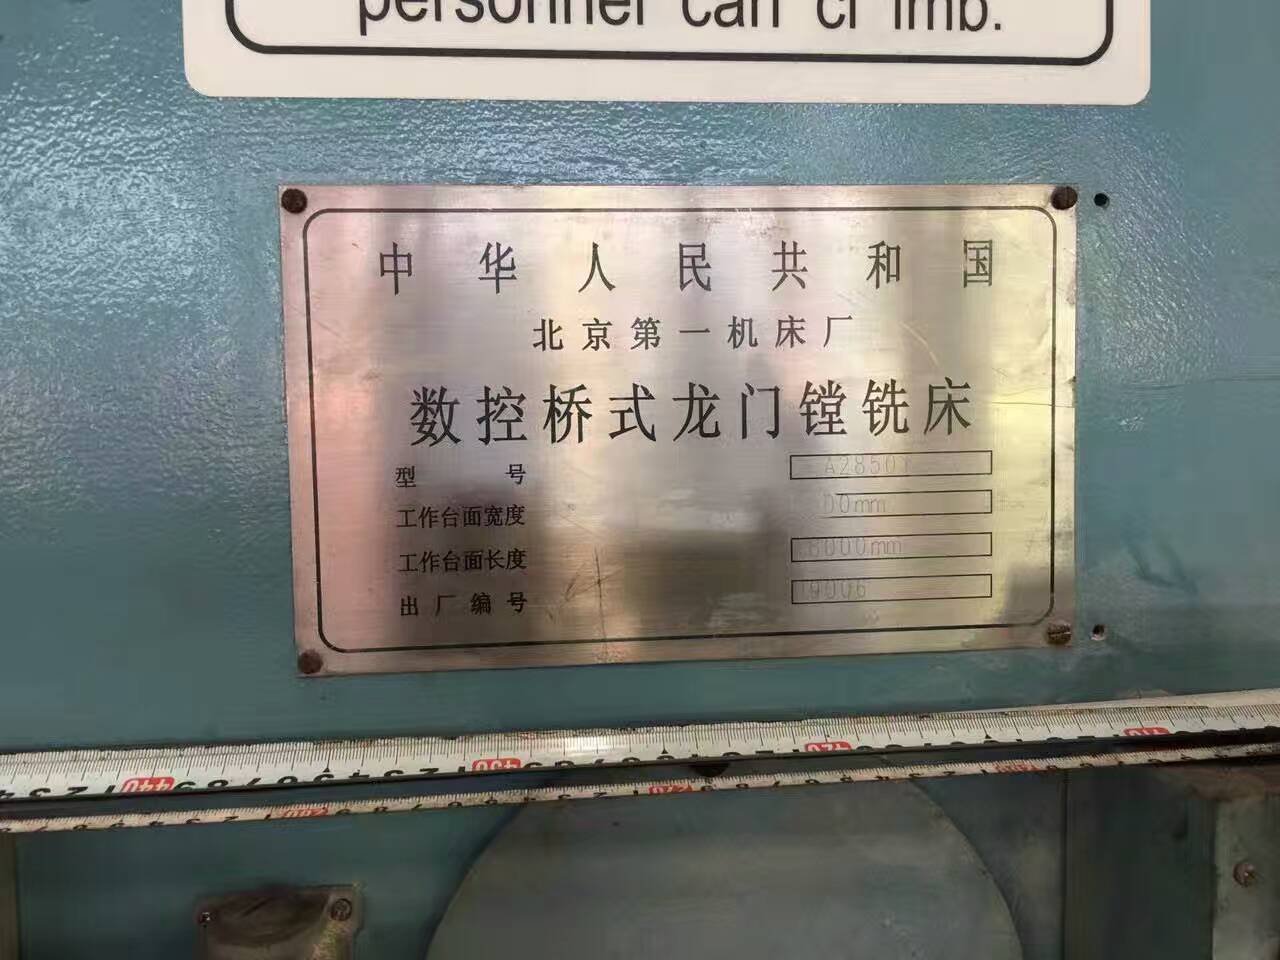 personnel can cl imb.
中华人民共和国
北京第一机床厂
数控桥式龙门镗铣床
型号 A2850
工作台面宽度 00mm
工作台面长度 8000mm
出厂编号 9006